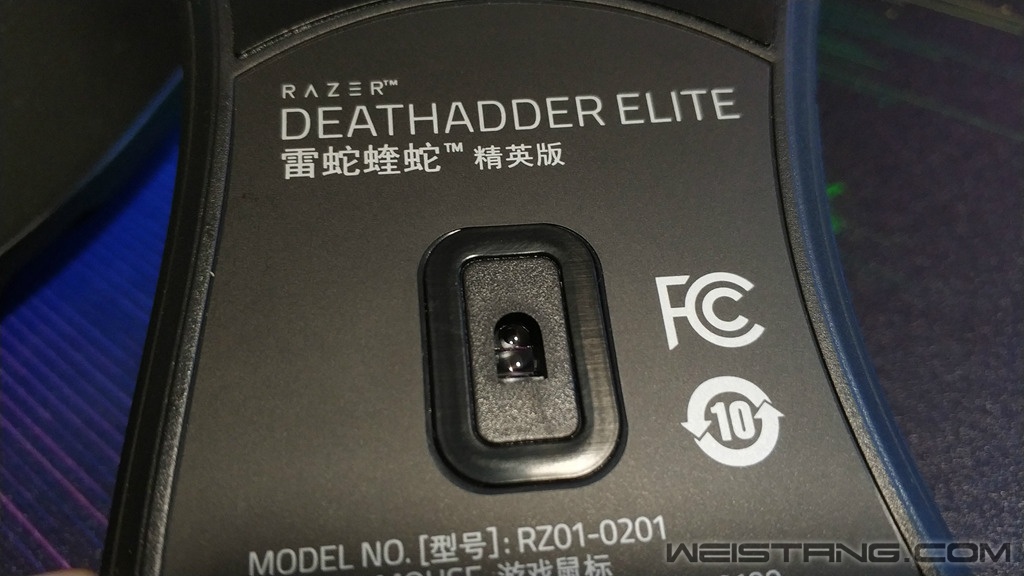 RAZER™
DEATHADDER ELITE
雷蛇蝰蛇™ 精英版
FC
10
MODEL NO. [型号]: RZ01-0201
MOUSE 游戏鼠标
WEISTANG.COM